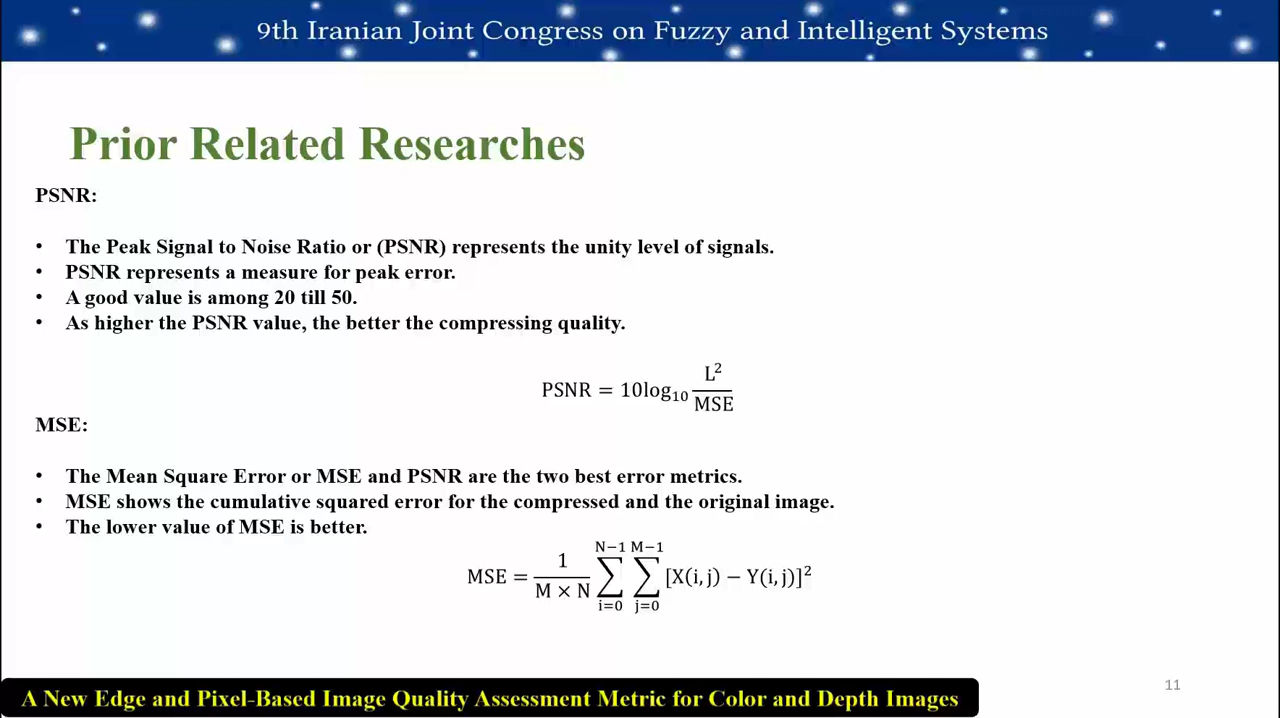 9th Iranian Joint Congress on Fuzzy and Intelligent Systems
Prior Related Researches
PSNR:
• The Peak Signal to Noise Ratio or (PSNR) represents the unity level of signals.
• PSNR represents a measure for peak error.
• A good value is among 20 till 50.
• As higher the PSNR value, the better the compressing quality.
PSNR = 10log₁₀ L²/MSE
MSE:
• The Mean Square Error or MSE and PSNR are the two best error metrics.
• MSE shows the cumulative squared error for the compressed and the original image.
• The lower value of MSE is better.
MSE = 1/(M × N) ∑_{i=0}^{N−1} ∑_{j=0}^{M−1} [X(i,j) − Y(i,j)]²
A New Edge and Pixel-Based Image Quality Assessment Metric for Color and Depth Images
11